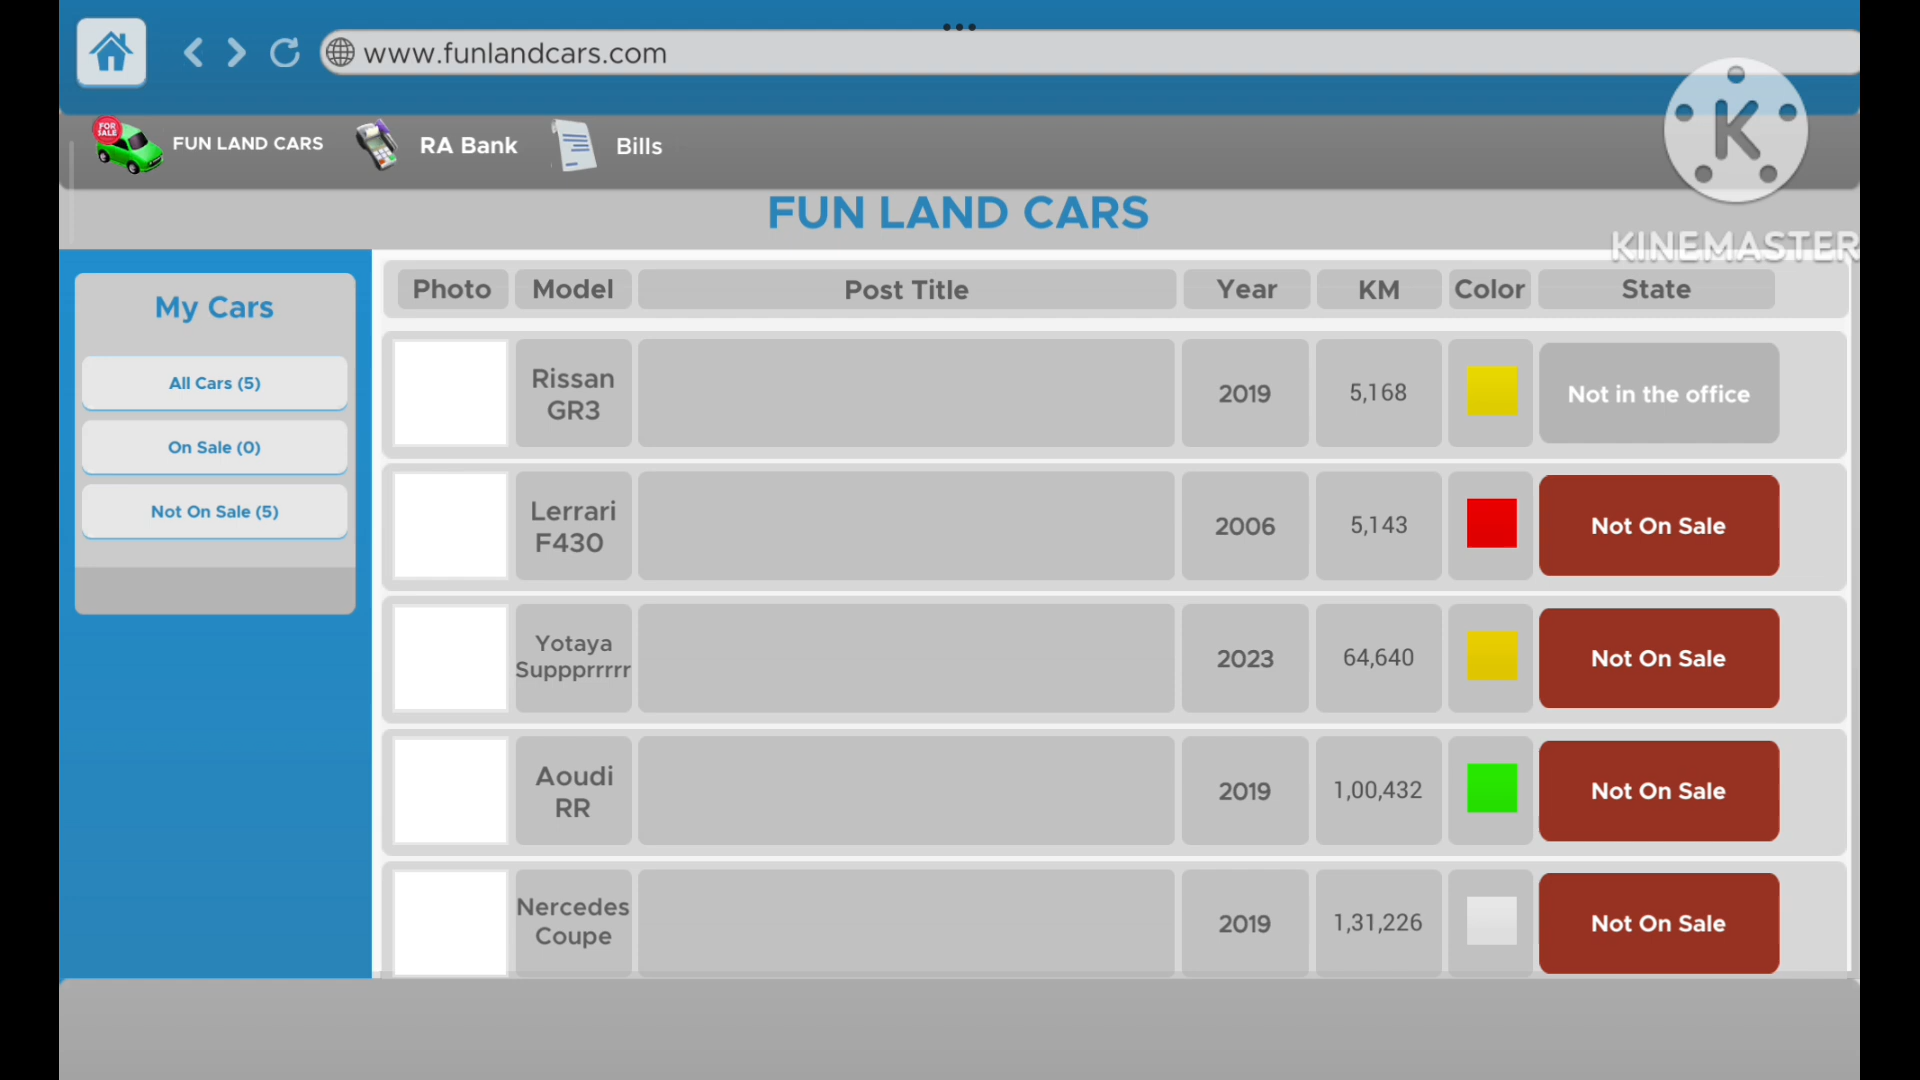 www.funlandcars.com
FOR SALE
FUN LAND CARS
RA Bank
Bills
K
KINEMASTER
FUN LAND CARS
My Cars
All Cars (5)
On Sale (0)
Not On Sale (5)
Photo Model Post Title Year KM Color State
Rissan
GR3
2019 5,168 Not in the office
Lerrari
F430
2006 5,143 Not On Sale
Yotaya
Suppprrrrr
2023 64,640 Not On Sale
Aoudi
RR
2019 1,00,432 Not On Sale
Nercedes
Coupe
2019 1,31,226 Not On Sale